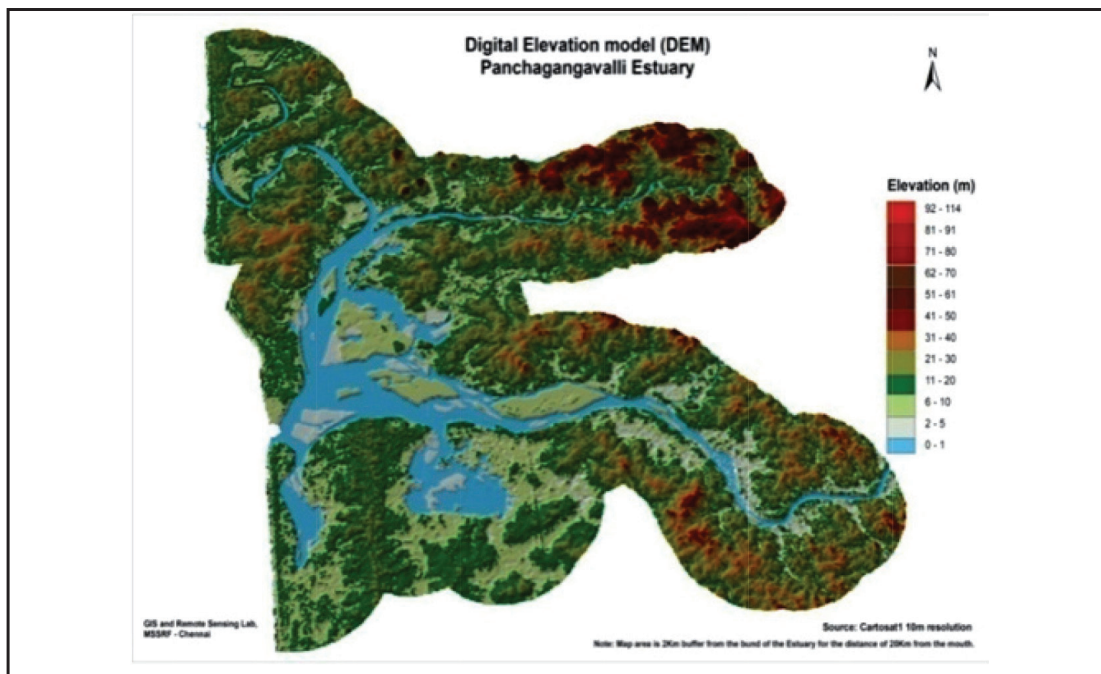 Digital Elevation model (DEM)
Panchagangavalli Estuary
N
Elevation (m)
92 - 114
81 - 91
71 - 80
62 - 70
51 - 61
41 - 50
31 - 40
21 - 30
11 - 20
6 - 10
2 - 5
0 - 1
GIS and Remote Sensing Lab,
MSSRF - Chennai
Source: Cartosat1 10m resolution
Note: Map area is 2Km buffer from the bund of the Estuary for the distance of 20Km from the mouth.